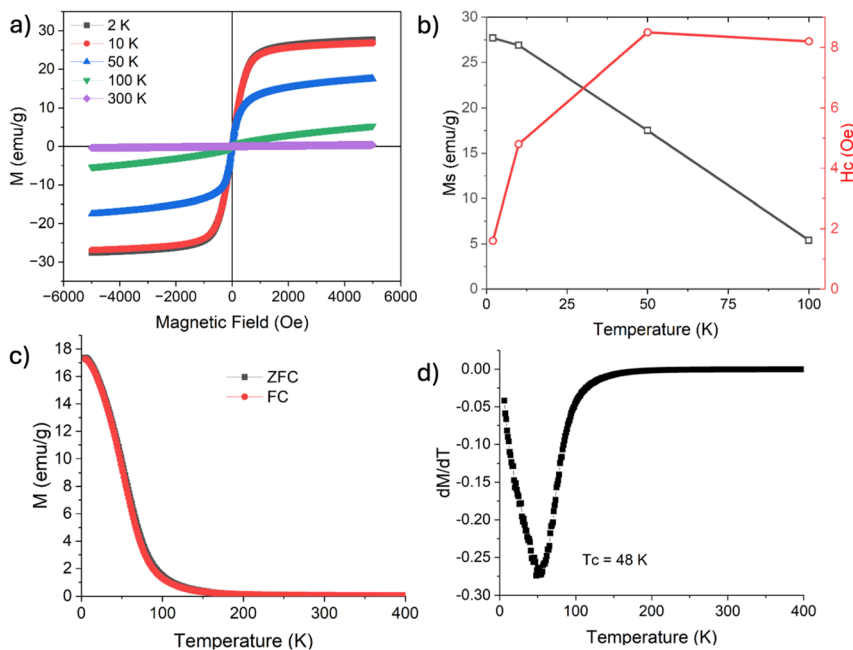 a)
2 K
10 K
50 K
100 K
300 K
30
20
10
0
−10
−20
−30
M (emu/g)
−6000 −4000 −2000 0 2000 4000 6000
Magnetic Field (Oe)
b)
30
25
20
15
10
5
0
Ms (emu/g)
8
6
4
2
0
Hc (Oe)
0 25 50 75 100
Temperature (K)
c)
ZFC
FC
18
16
14
12
10
8
6
4
2
0
M (emu/g)
0 100 200 300 400
Temperature (K)
d)
0.00
-0.05
-0.10
-0.15
-0.20
-0.25
-0.30
dM/dT
Tc = 48 K
0 100 200 300 400
Temperature (K)